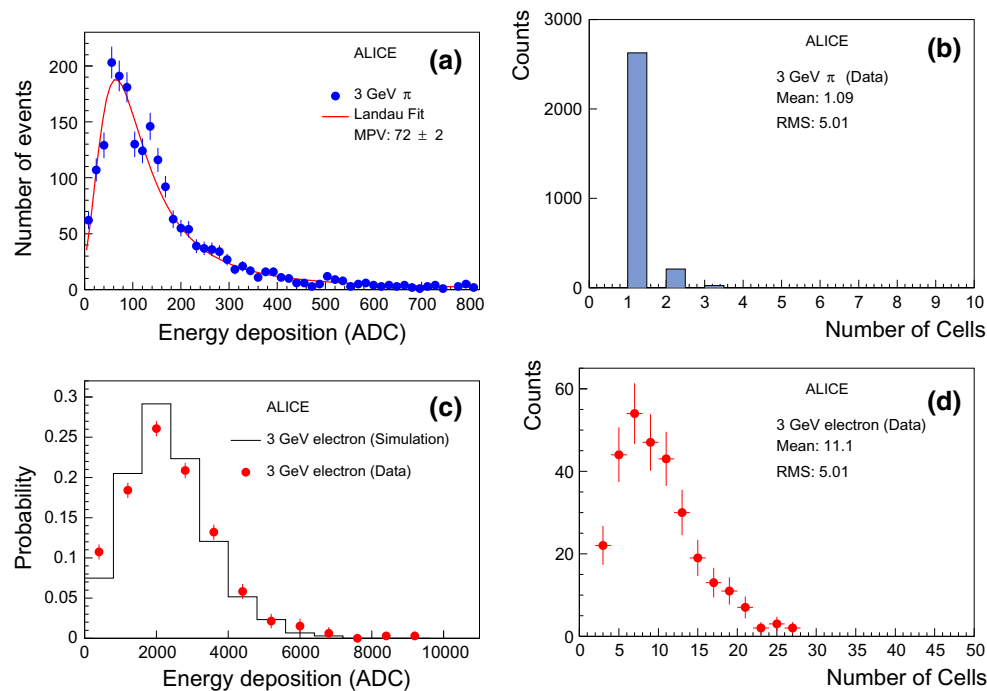 ALICE
(a)
3 GeV π
Landau Fit
MPV: 72 ± 2
Number of events
200
150
100
50
0
0 100 200 300 400 500 600 700 800
Energy deposition (ADC)
ALICE
(b)
3 GeV π (Data)
Mean: 1.09
RMS: 5.01
Counts
3000
2000
1000
0
0 1 2 3 4 5 6 7 8 9 10
Number of Cells
ALICE
(c)
3 GeV electron (Simulation)
3 GeV electron (Data)
Probability
0.3
0.25
0.2
0.15
0.1
0.05
0
0 2000 4000 6000 8000 10000
Energy deposition (ADC)
ALICE
(d)
3 GeV electron (Data)
Mean: 11.1
RMS: 5.01
Counts
60
40
20
0
0 5 10 15 20 25 30 35 40 45 50
Number of Cells